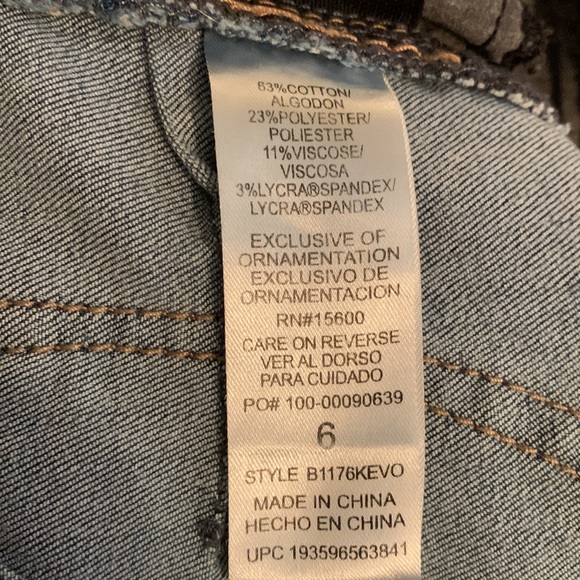 63%COTTON/
ALGODON
23%POLYESTER/
POLIESTER
11%VISCOSE/
VISCOSA
3%LYCRA®SPANDEX/
LYCRA®SPANDEX
EXCLUSIVE OF
ORNAMENTATION
EXCLUSIVO DE
ORNAMENTACION
RN#15600
CARE ON REVERSE
VER AL DORSO
PARA CUIDADO
PO# 100-00090639
6
STYLE B1176KEVO
MADE IN CHINA
HECHO EN CHINA
UPC 193596563841